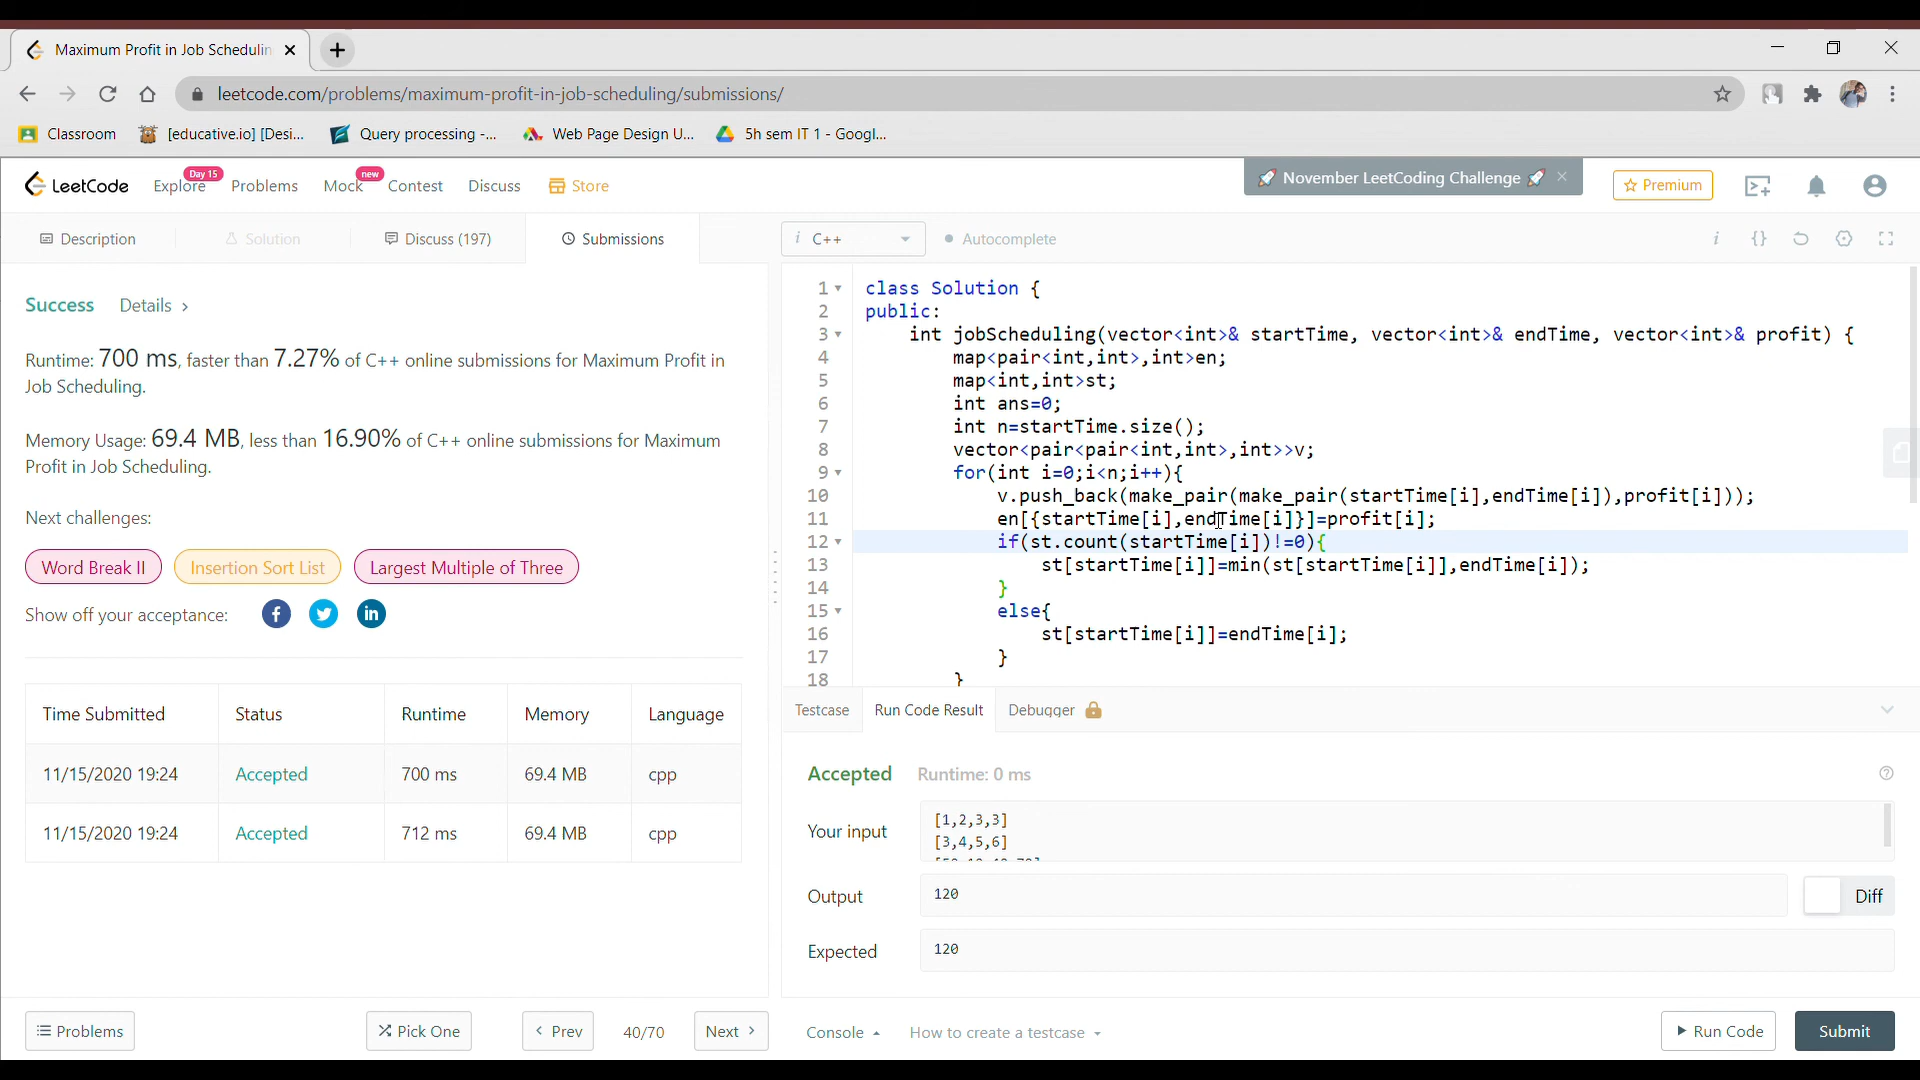 Maximum Profit in Job Schedulin
leetcode.com/problems/maximum-profit-in-job-scheduling/submissions/
Classroom
[educative.io] [Desi...
Query processing -...
Web Page Design U...
5h sem IT 1 - Googl...
LeetCode
Explore
Day 15
Problems
Mock
new
Contest
Discuss
Store
November LeetCoding Challenge
Premium
Description
Solution
Discuss (197)
Submissions
i C++
Autocomplete
Success Details >
Runtime: 700 ms, faster than 7.27% of C++ online submissions for Maximum Profit in
Job Scheduling.
Memory Usage: 69.4 MB, less than 16.90% of C++ online submissions for Maximum
Profit in Job Scheduling.
Next challenges:
Word Break II
Insertion Sort List
Largest Multiple of Three
Show off your acceptance:
Time Submitted Status Runtime Memory Language
11/15/2020 19:24 Accepted 700 ms 69.4 MB cpp
11/15/2020 19:24 Accepted 712 ms 69.4 MB cpp
1 class Solution {
2 public:
3 int jobScheduling(vector<int>& startTime, vector<int>& endTime, vector<int>& profit) {
4 map<pair<int,int>,int>en;
5 map<int,int>st;
6 int ans=0;
7 int n=startTime.size();
8 vector<pair<pair<int,int>,int>>v;
9 for(int i=0;i<n;i++){
10 v.push_back(make_pair(make_pair(startTime[i],endTime[i]),profit[i]));
11 en[{startTime[i],endTime[i]}]=profit[i];
12 if(st.count(startTime[i])!=0){
13 st[startTime[i]]=min(st[startTime[i]],endTime[i]);
14 }
15 else{
16 st[startTime[i]]=endTime[i];
17 }
18 }
Testcase
Run Code Result
Debugger
Accepted Runtime: 0 ms
Your input
[1,2,3,3]
[3,4,5,6]
Output
120
Diff
Expected
120
Problems
Pick One
< Prev
40/70
Next >
Console
How to create a testcase
Run Code
Submit